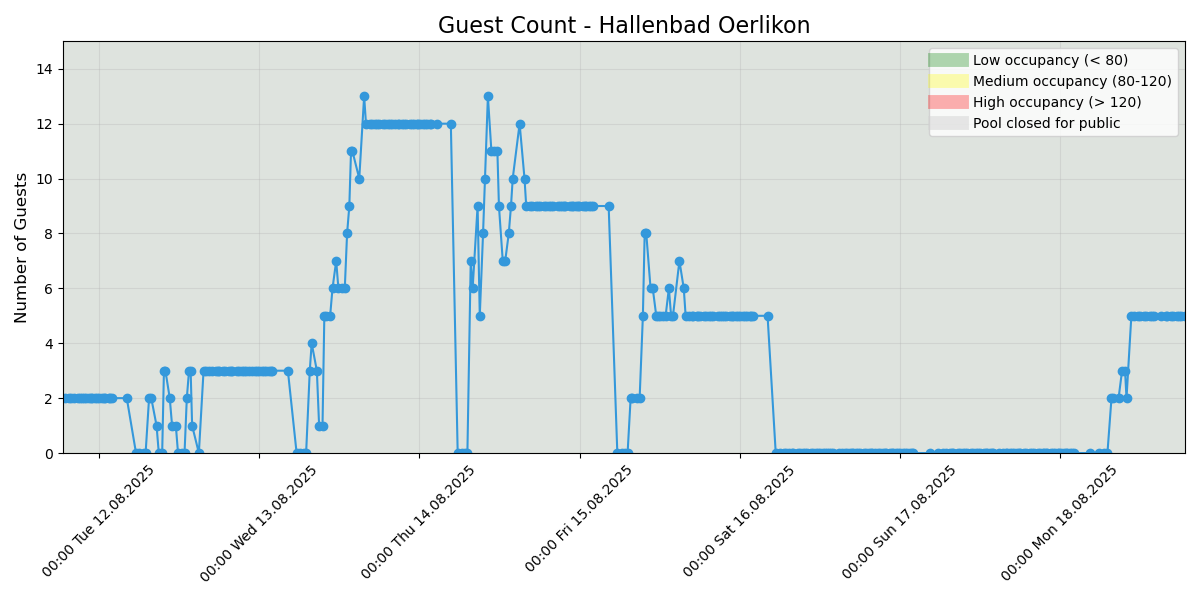 Guest Count - Hallenbad Oerlikon
Low occupancy (< 80)
Medium occupancy (80-120)
High occupancy (> 120)
Pool closed for public
Number of Guests
14
12
10
8
6
4
2
0
00:00 Tue 12.08.2025
00:00 Wed 13.08.2025
00:00 Thu 14.08.2025
00:00 Fri 15.08.2025
00:00 Sat 16.08.2025
00:00 Sun 17.08.2025
00:00 Mon 18.08.2025